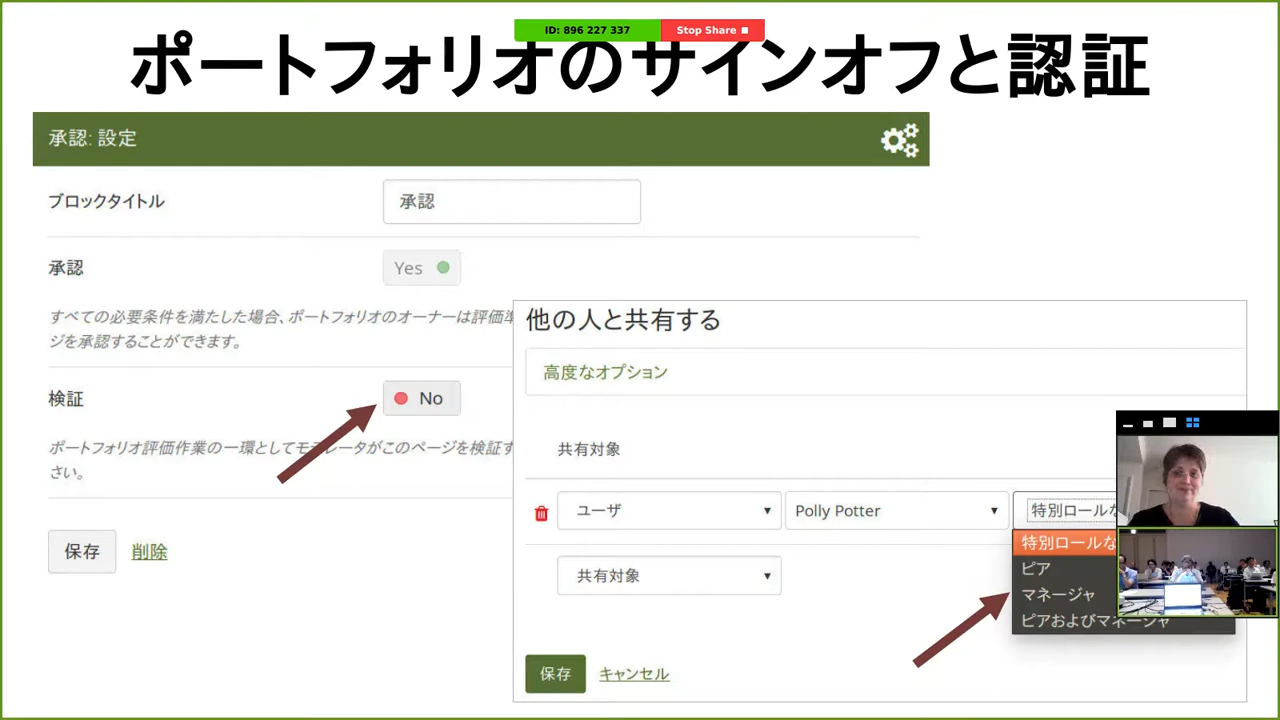 ID: 896 227 337
Stop Share
ポートフォリオのサインオフと認証
承認: 設定
ブロックタイトル
承認
承認
Yes
すべての必要条件を満たした場合、ポートフォリオのオーナーは評価準
ジを承認することができます。
検証
No
ポートフォリオ評価作業の一環としてモデレータがこのページを検証す
さい。
保存
削除
他の人と共有する
高度なオプション
共有対象
ユーザ
Polly Potter
特別ロールな
特別ロールな
ピア
マネージャ
ピアおよびマネージャ
共有対象
保存
キャンセル